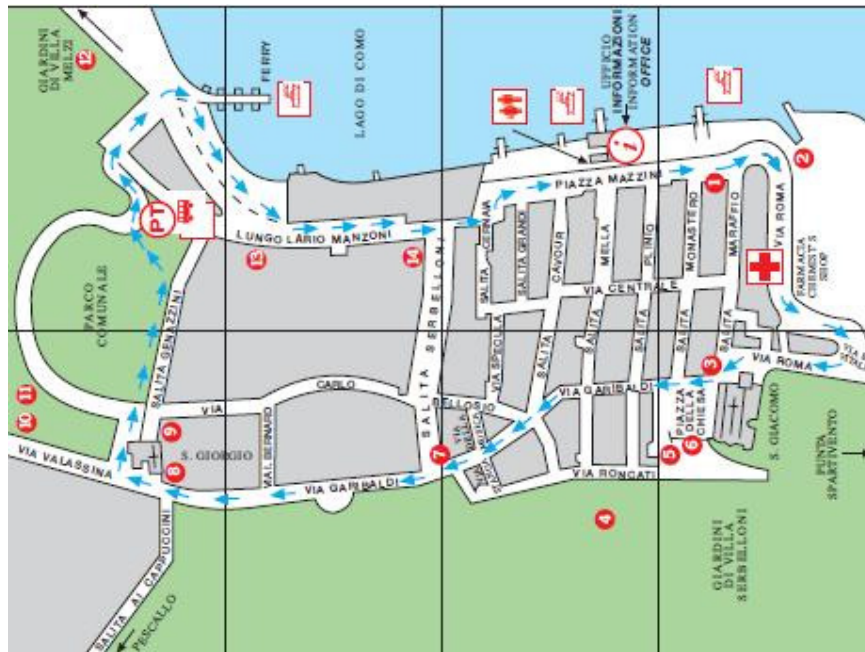 GIARDINI
DI VILLA
MELZI
12
FERRY
LAGO DI COMO
UFFICIO
INFORMAZIONI
INFORMATION
OFFICE
i
PIAZZA MAZZINI
1
2
VIA ROMA
FARMACIA
CHEMIST'S
SHOP
PT
LUNGO LARIO MANZONI
13
14
SALITA SERBELLONI
SALITA CERNAIA
SALITA GRANDI
SALITA CAVOUR
SALITA MELLA
SALITA PLINIO
SALITA MONASTERO
SALITA MARAFFIO
VIA CENTRALE
PARCO
COMUNALE
SALITA GENAZZINI
VIA CARLO BELLOSIO
VIA SPECULA
VIA GARIBALDI
3
VIA ROMA
10
11
VIA VALASSINA
9
8
S. GIORGIO
VIA GARIBALDI
7
VIA RONCATI
PIAZZA
DELLA
CHIESA
5
6
S. GIACOMO
PUNTA
SPARTIVENTO
4
GIARDINI
DI VILLA
SERBELLONI
SALITA AI CAPPUCCINI
PESCALLO